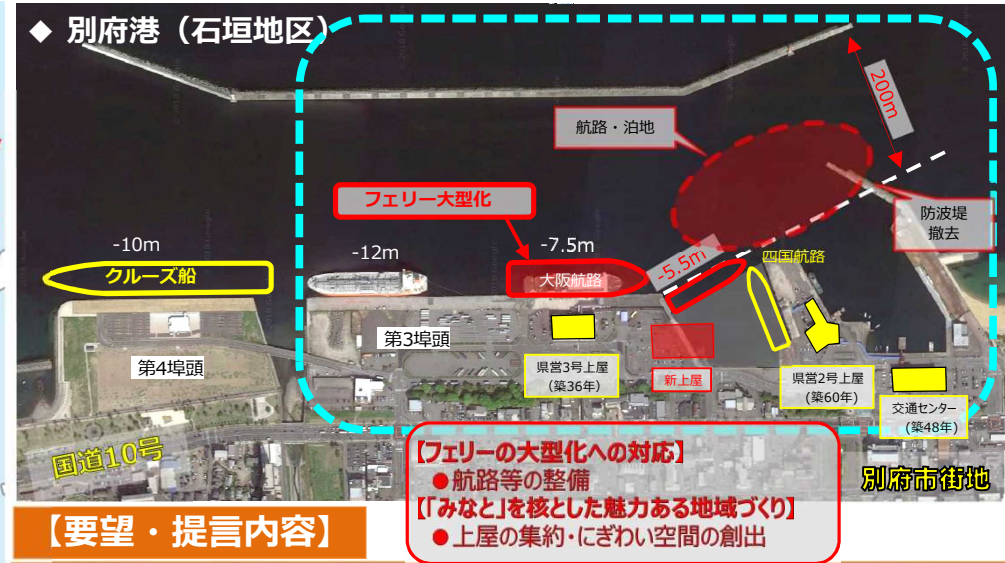 ◆ 別府港（石垣地区）
200m
航路・泊地
フェリー大型化
防波堤
撤去
-10m
-12m
-7.5m
-5.5m
四国航路
クルーズ船
大阪航路
第3埠頭
第4埠頭
県営3号上屋
(築36年)
新上屋
県営2号上屋
(築60年)
交通センター
(築48年)
国道10号
別府市街地
【フェリーの大型化への対応】
●航路等の整備
【「みなと」を核とした魅力ある地域づくり】
●上屋の集約・にぎわい空間の創出
【要望・提言内容】